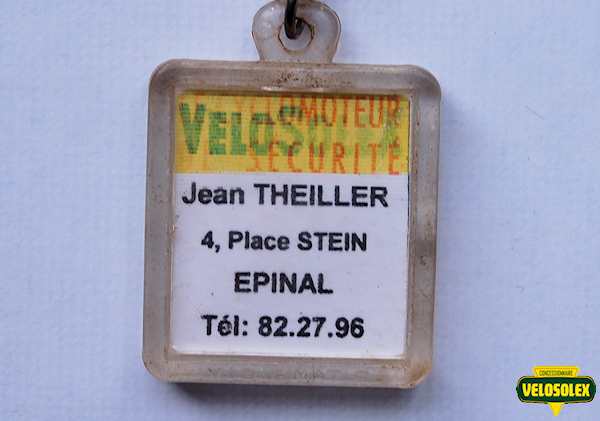 CYCLOMOTEUR
VELOSOLEX
SÉCURITÉ
Jean THEILLER
4, Place STEIN
EPINAL
Tél: 82.27.96
CONCESSIONNAIRE
VELOSOLEX